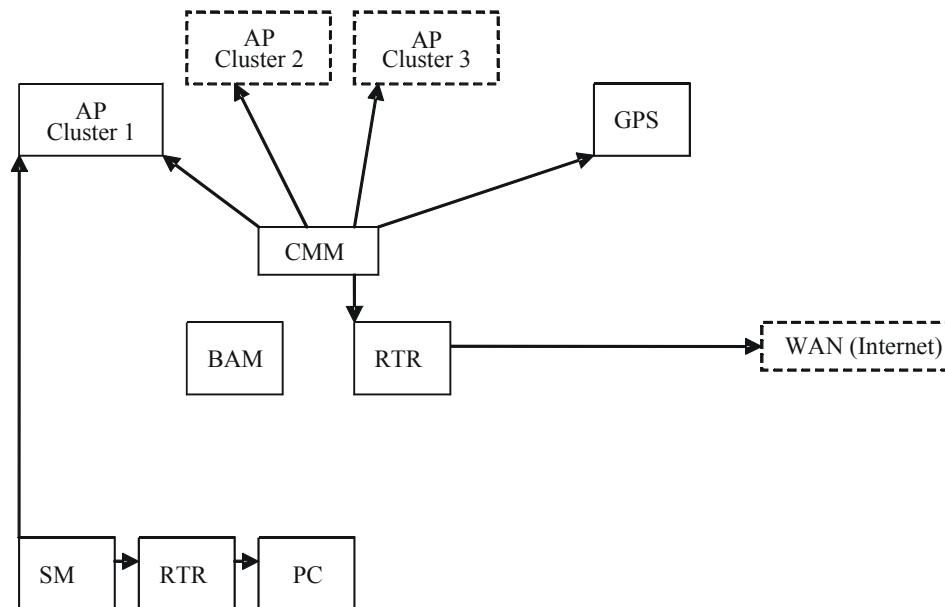 AP
Cluster 2
AP
Cluster 3
AP
Cluster 1
GPS
CMM
BAM
RTR
WAN (Internet)
SM
RTR
PC